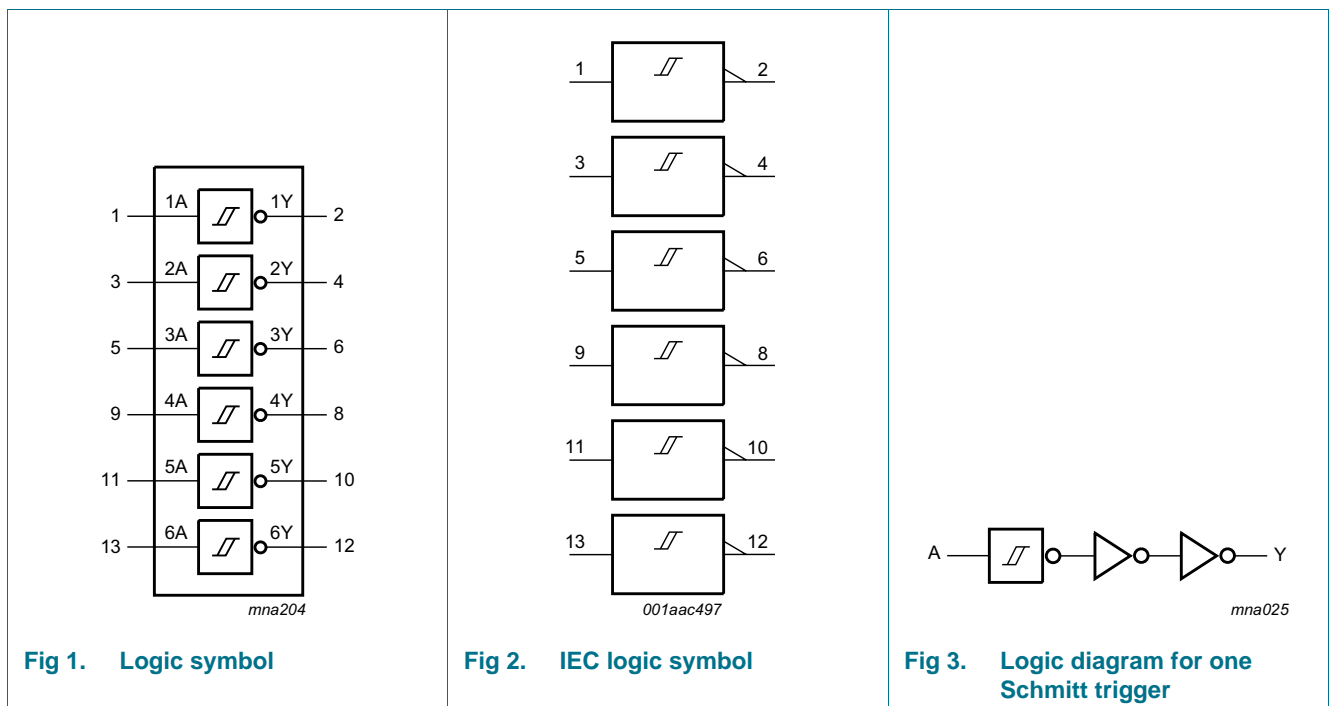 1 1A 1Y 2
3 2A 2Y 4
5 3A 3Y 6
9 4A 4Y 8
11 5A 5Y 10
13 6A 6Y 12
mna204
Fig 1. Logic symbol
1 2
3 4
5 6
9 8
11 10
13 12
001aac497
Fig 2. IEC logic symbol
A Y
mna025
Fig 3. Logic diagram for one
Schmitt trigger